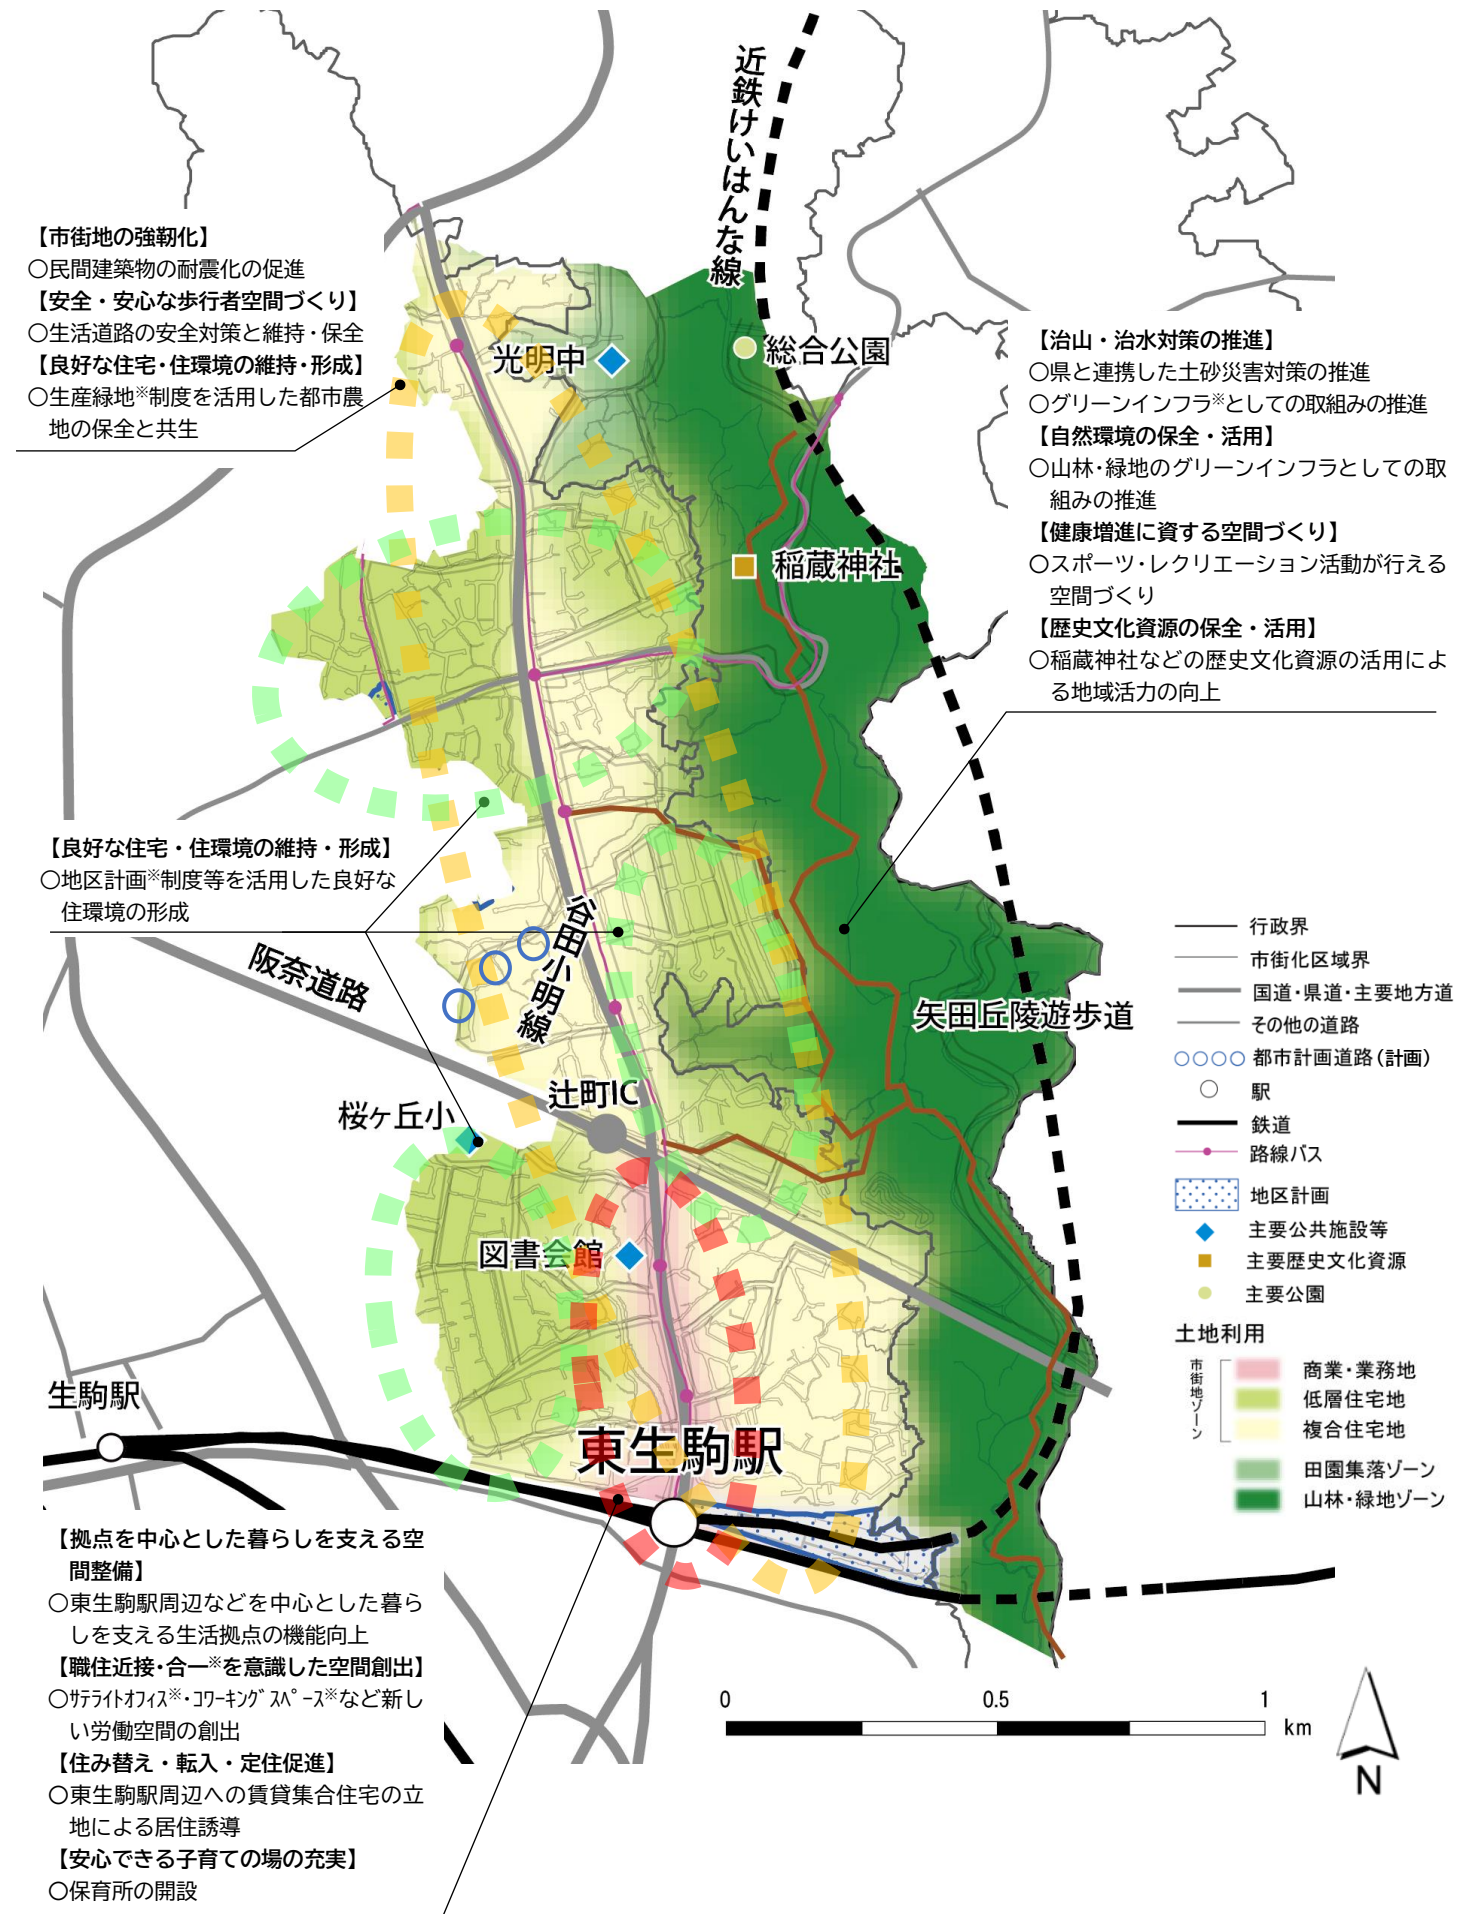 近鉄けいはんな線
【市街地の強靭化】
○民間建築物の耐震化の促進
【安全・安心な歩行者空間づくり】
○生活道路の安全対策と維持・保全
【良好な住宅・住環境の維持・形成】
○生産緑地※制度を活用した都市農
地の保全と共生
光明中
総合公園
【治山・治水対策の推進】
○県と連携した土砂災害対策の推進
○グリーンインフラ※としての取組みの推進
【自然環境の保全・活用】
○山林・緑地のグリーンインフラとしての取
組みの推進
【健康増進に資する空間づくり】
○スポーツ・レクリエーション活動が行える
空間づくり
【歴史文化資源の保全・活用】
○稲蔵神社などの歴史文化資源の活用によ
る地域活力の向上
稲蔵神社
【良好な住宅・住環境の維持・形成】
○地区計画※制度等を活用した良好な
住環境の形成
谷田小明線
阪奈道路
矢田丘陵遊歩道
辻町IC
桜ヶ丘小
図書会館
生駒駅
東生駒駅
行政界
市街化区域界
国道・県道・主要地方道
その他の道路
都市計画道路(計画)
駅
鉄道
路線バス
地区計画
主要公共施設等
主要歴史文化資源
主要公園
土地利用
市街地ゾーン
商業・業務地
低層住宅地
複合住宅地
田園集落ゾーン
山林・緑地ゾーン
【拠点を中心とした暮らしを支える空
間整備】
○東生駒駅周辺などを中心とした暮ら
しを支える生活拠点の機能向上
【職住近接・合一※を意識した空間創出】
○ｻﾃﾗｲﾄｵﾌｨｽ※・ｺﾜｰｷﾝｸﾞｽﾍﾟｰｽ※など新し
い労働空間の創出
【住み替え・転入・定住促進】
○東生駒駅周辺への賃貸集合住宅の立
地による居住誘導
【安心できる子育ての場の充実】
○保育所の開設
0 0.5 1
km
N